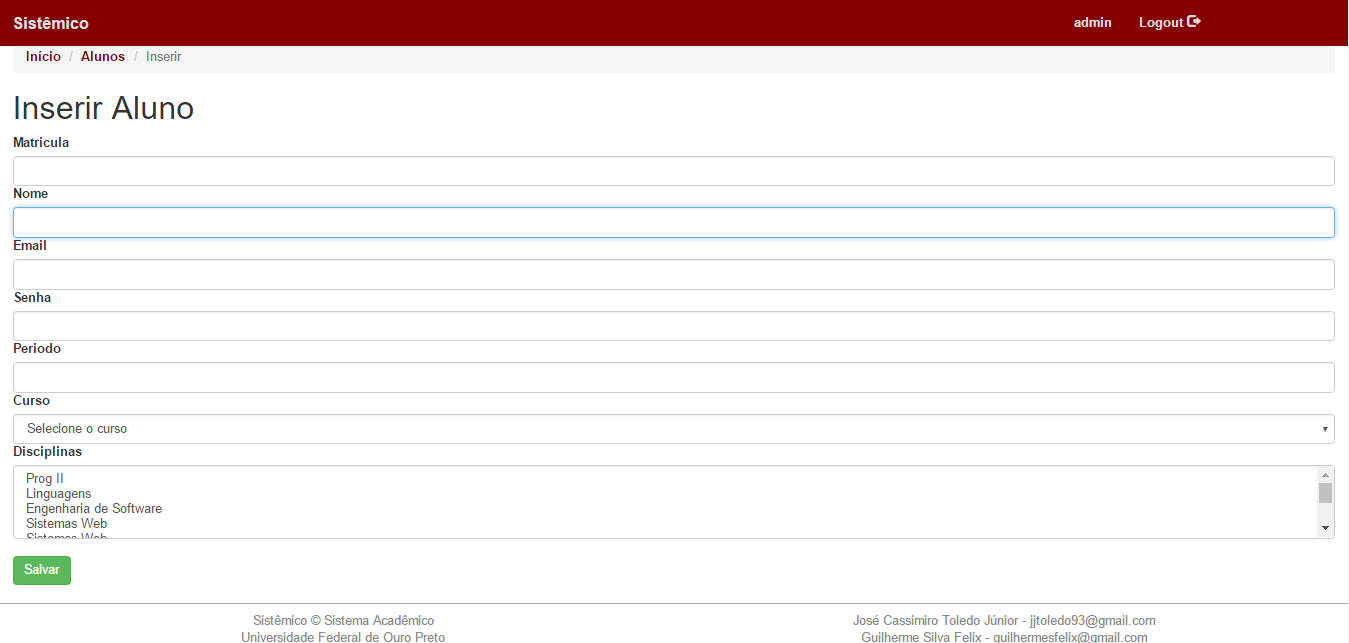 Sistêmico admin Logout
Início / Alunos / Inserir
Inserir Aluno
Matricula
Nome
Email
Senha
Periodo
Curso
Selecione o curso
Disciplinas
Prog II
Linguagens
Engenharia de Software
Sistemas Web
Sistemas Web
Salvar
Sistêmico © Sistema Acadêmico
Universidade Federal de Ouro Preto
José Cassimiro Toledo Júnior - jjtoledo93@gmail.com
Guilherme Silva Felix - guilhermesfelix@gmail.com